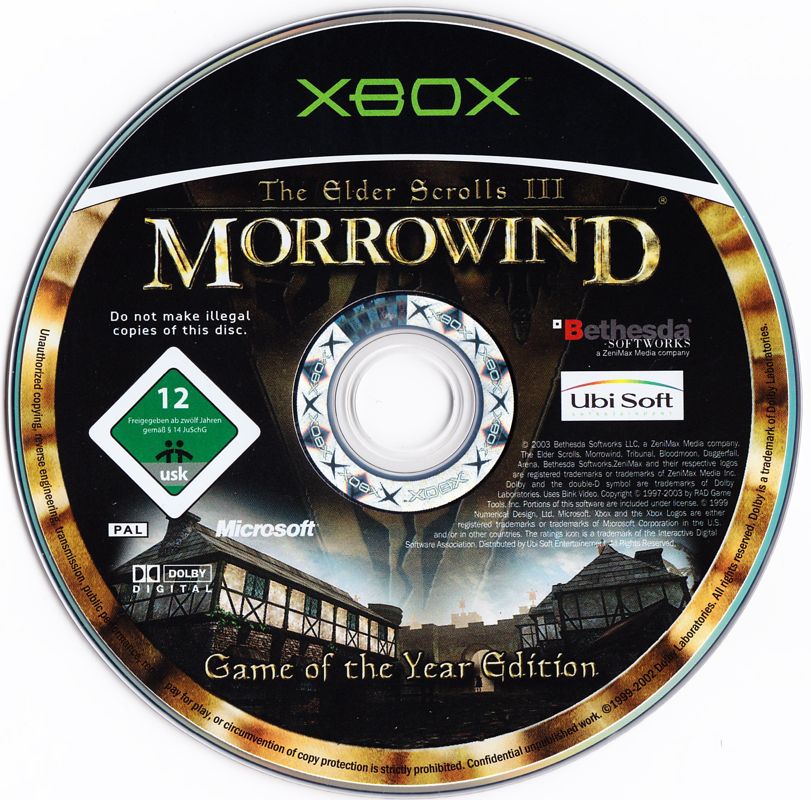 XBOX™
The Elder Scrolls III
MORROWIND®
Do not make illegal
copies of this disc.
Bethesda®
SOFTWORKS
a ZeniMax Media company
Ubi Soft
ENTERTAINMENT
12
Freigegeben ab zwölf Jahren
gemäß § 14 JuSchG
usk
© 2003 Bethesda Softworks LLC, a ZeniMax Media company.
The Elder Scrolls, Morrowind, Tribunal, Bloodmoon, Daggerfall,
Arena, Bethesda Softworks,ZeniMax and their respective logos
are registered trademarks or trademarks of ZeniMax Media Inc.
Dolby and the double-D symbol are trademarks of Dolby
Laboratories. Uses Bink Video. Copyright © 1997-2003 by RAD Game
Tools, Inc. Portions of this software are included under license, © 1999
Numerical Design, Ltd. Microsoft, Xbox and the Xbox Logos are either
registered trademarks or trademarks of Microsoft Corporation in the U.S.
and/or in other countries. The ratings icon is a trademark of the Interactive Digital
Software Association. Distributed by Ubi Soft Entertainement. All Rights Reserved.
PAL
Microsoft
DOLBY
DIGITAL
Game of the Year Edition
XBOX XBOX XBOX XBOX XBOX
Unauthorized copying, reverse engineering, transmission, public performance, rental, pay for play, or circumvention of copy protection is strictly prohibited. Confidential unpublished work. ©1999-2002 Dolby Laboratories. All rights reserved. Dolby is a trademark of Dolby Laboratories.